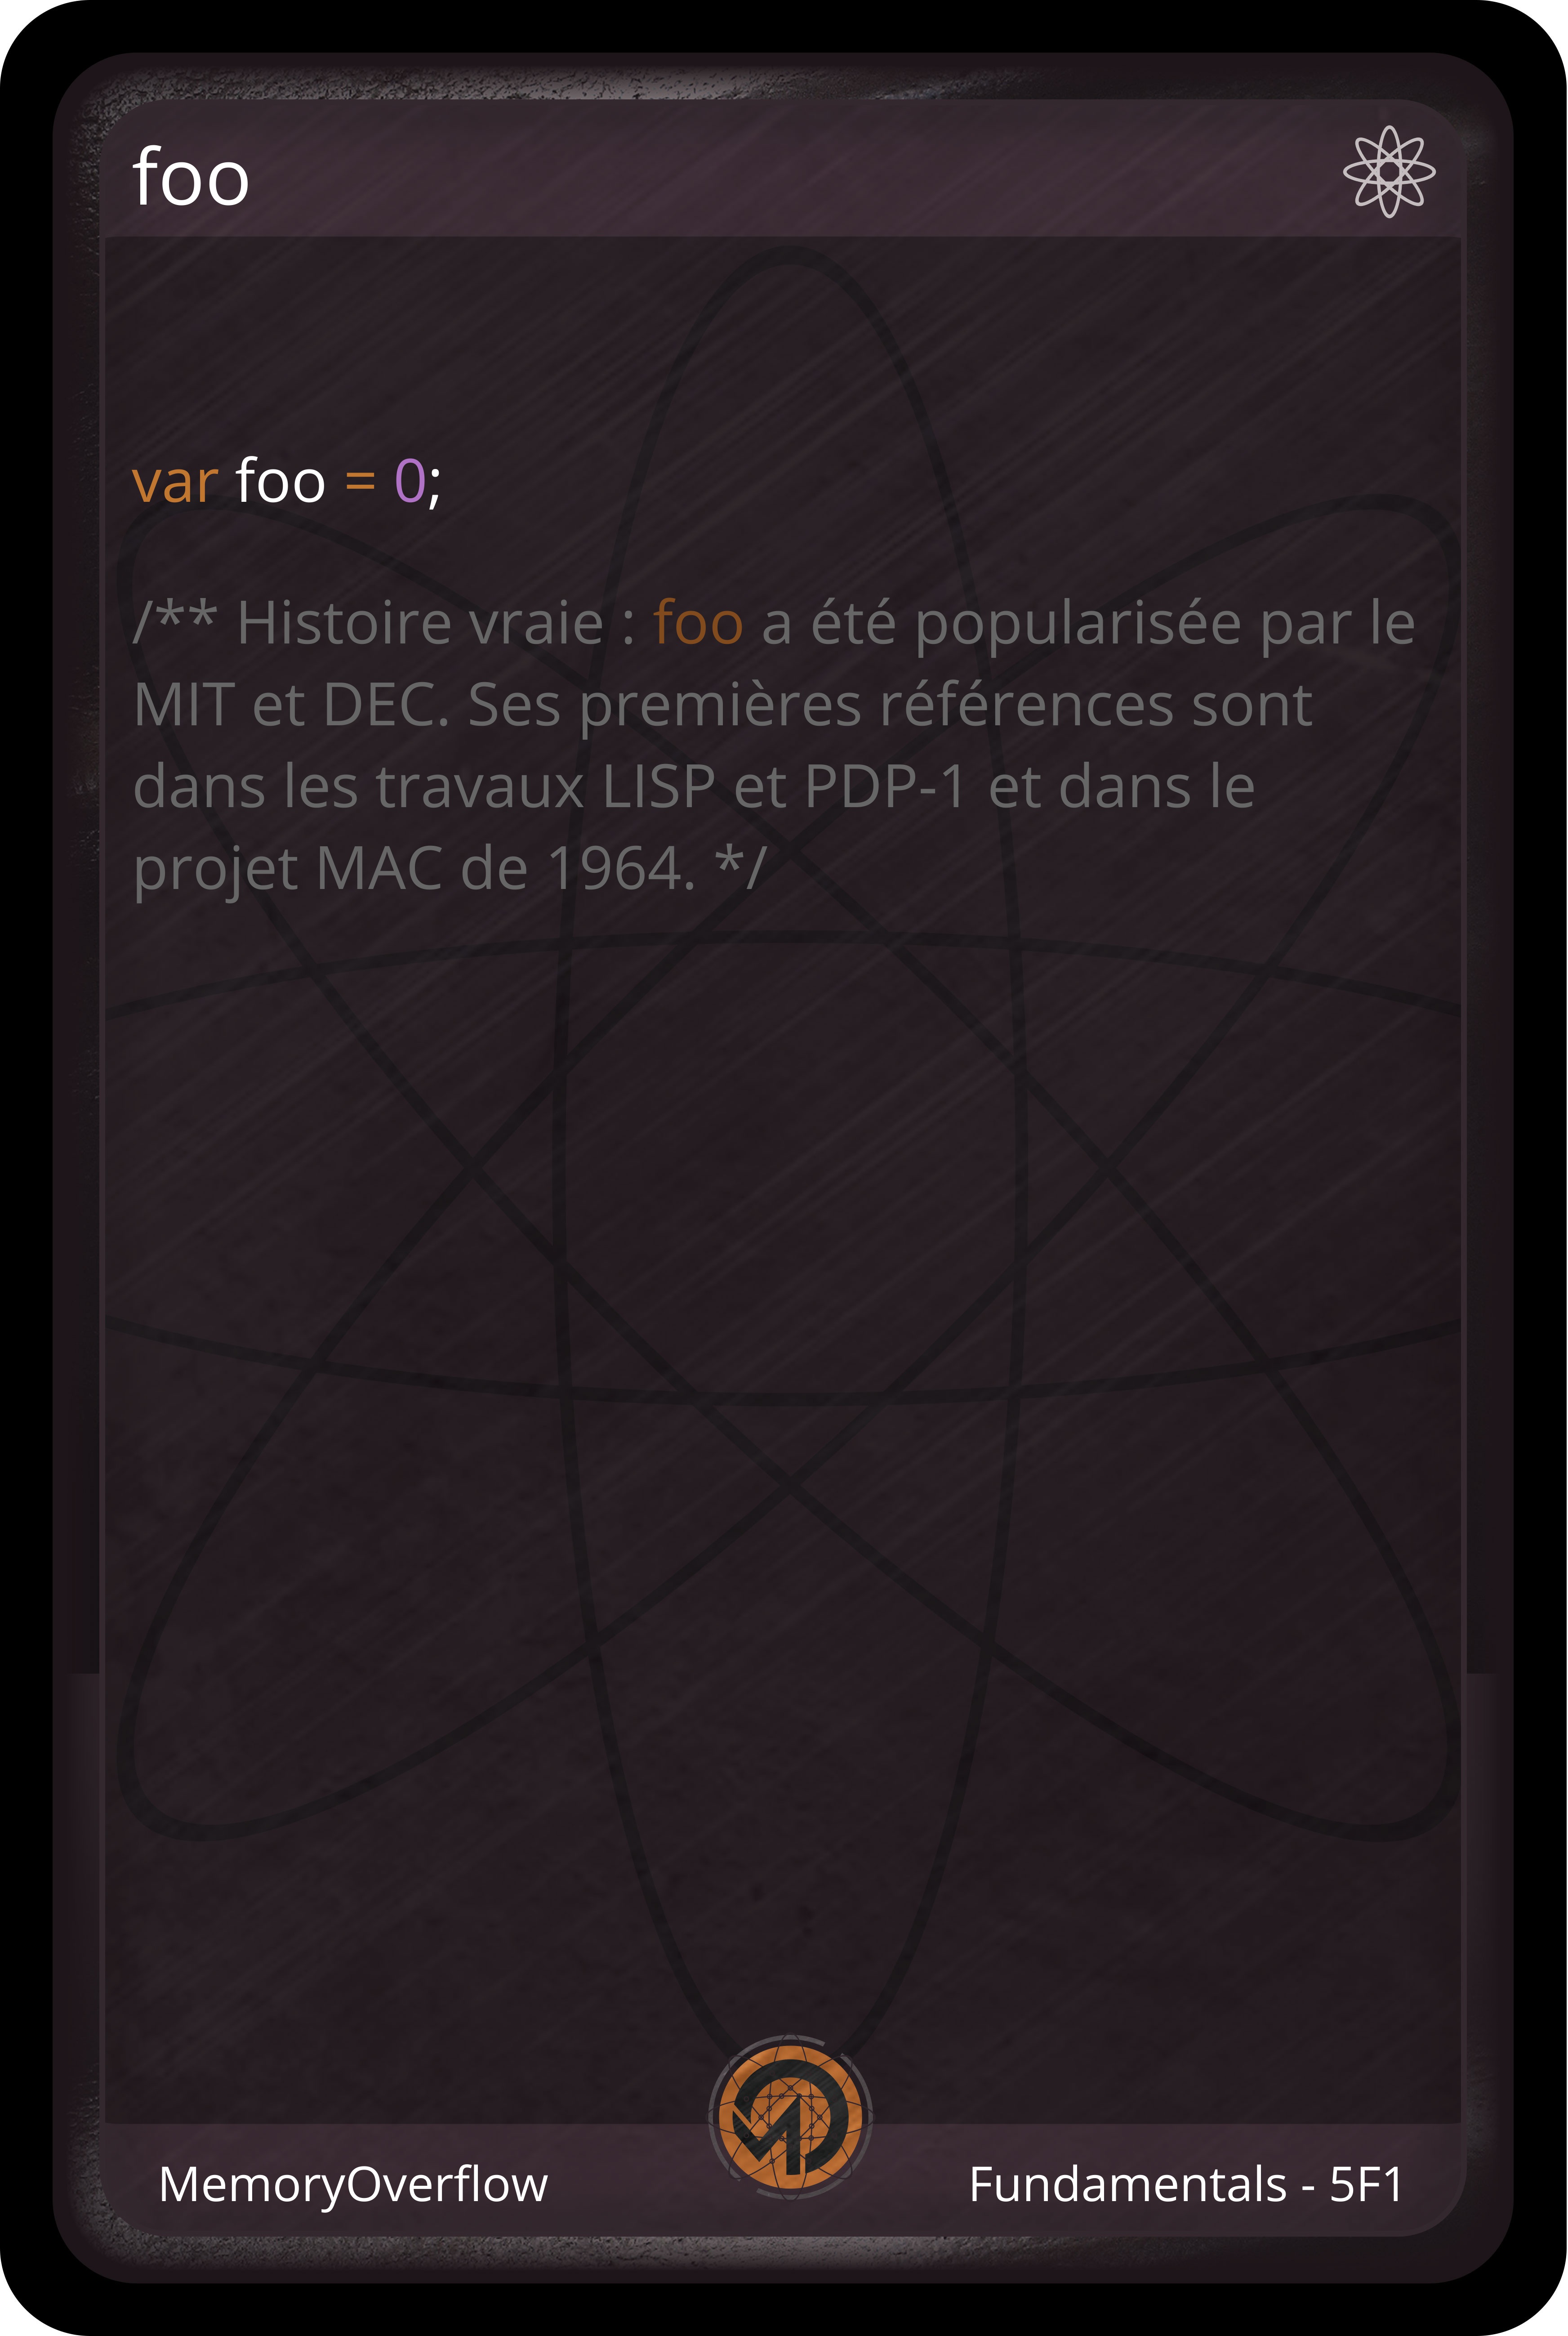 foo
var foo = 0;
/** Histoire vraie : foo a été popularisée par le
MIT et DEC. Ses premières références sont
dans les travaux LISP et PDP-1 et dans le
projet MAC de 1964. */
MemoryOverflow
Fundamentals - 5F1